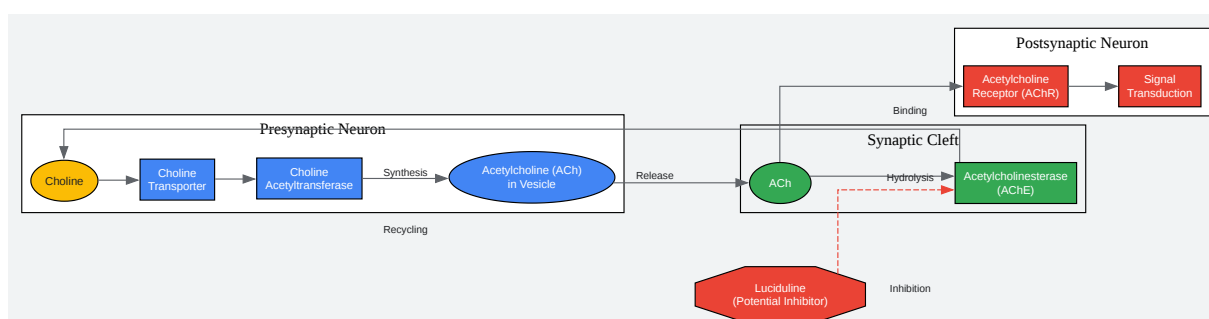 Postsynaptic Neuron
Acetylcholine
Receptor (AChR)
Signal
Transduction
Binding
Presynaptic Neuron
Synaptic Cleft
Choline
Choline
Transporter
Choline
Acetyltransferase
Synthesis
Acetylcholine (ACh)
in Vesicle
Release
ACh
Hydrolysis
Acetylcholinesterase
(AChE)
Recycling
Luciduline
(Potential Inhibitor)
Inhibition